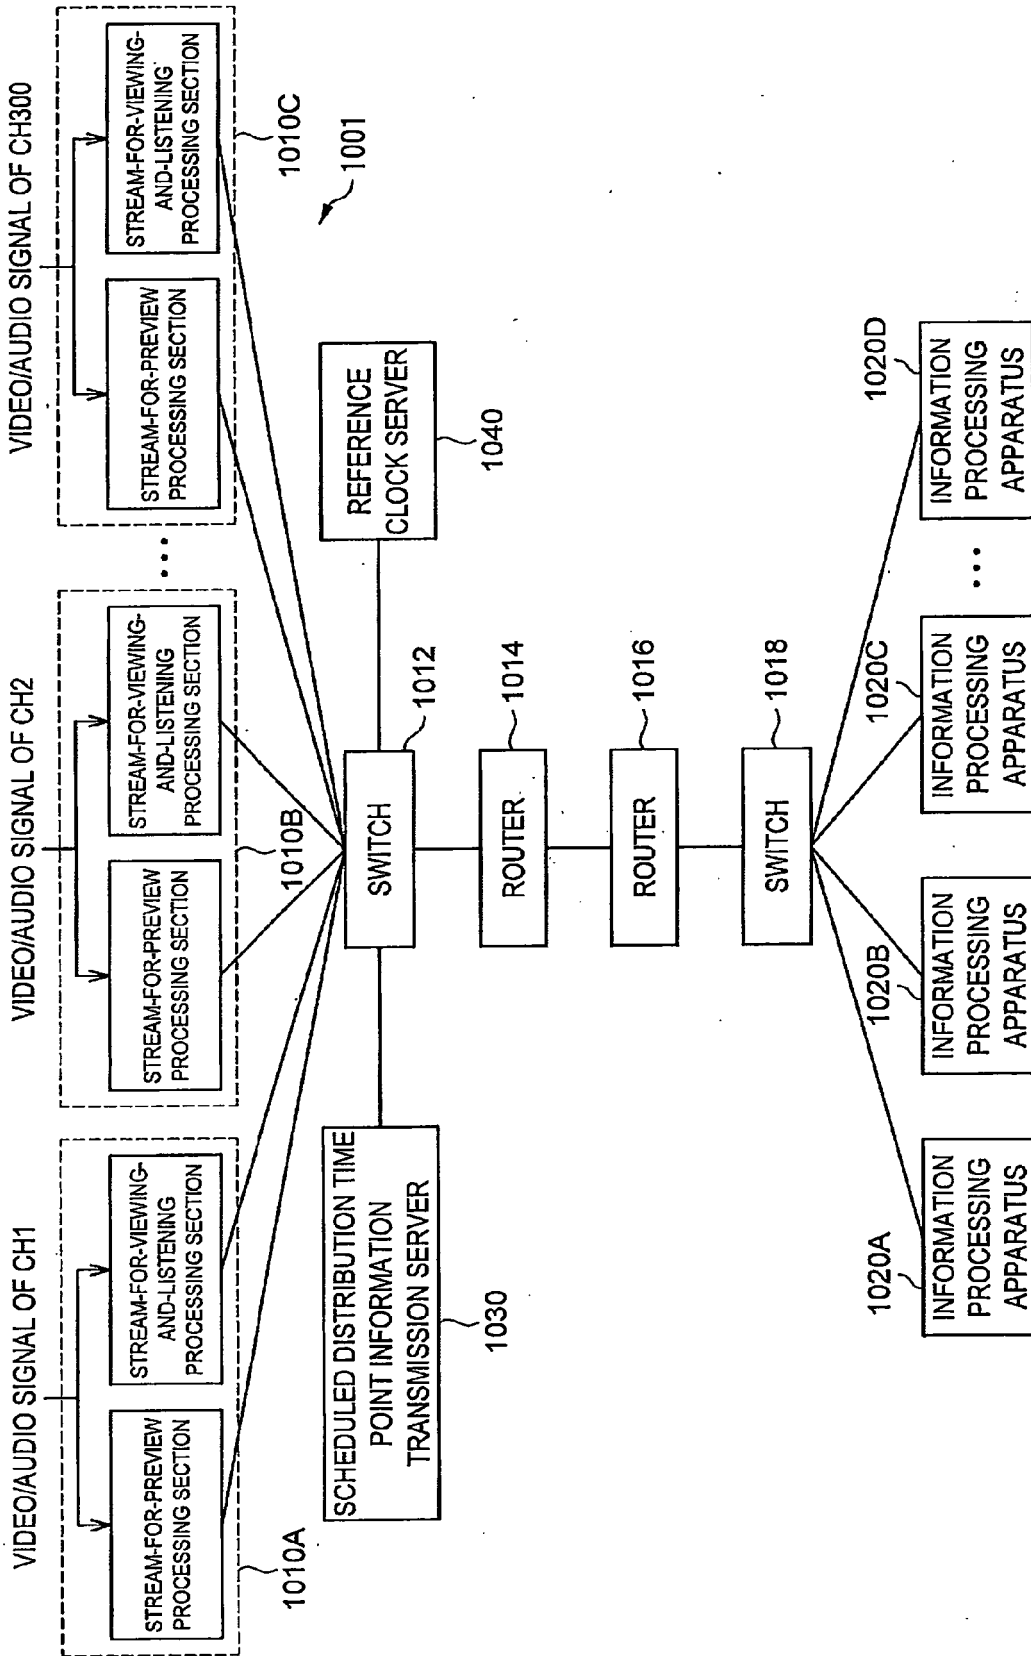 VIDEO/AUDIO SIGNAL OF CH1
STREAM-FOR-PREVIEW
PROCESSING SECTION
STREAM-FOR-VIEWING-
AND-LISTENING
PROCESSING SECTION
1010A
VIDEO/AUDIO SIGNAL OF CH2
STREAM-FOR-PREVIEW
PROCESSING SECTION
STREAM-FOR-VIEWING-
AND-LISTENING
PROCESSING SECTION
1010B
...
VIDEO/AUDIO SIGNAL OF CH300
STREAM-FOR-PREVIEW
PROCESSING SECTION
STREAM-FOR-VIEWING-
AND-LISTENING
PROCESSING SECTION
1010C
1001
SCHEDULED DISTRIBUTION TIME
POINT INFORMATION
TRANSMISSION SERVER
1030
SWITCH
1012
REFERENCE
CLOCK SERVER
1040
ROUTER
1014
ROUTER
1016
SWITCH
1018
1020A
INFORMATION
PROCESSING
APPARATUS
1020B
INFORMATION
PROCESSING
APPARATUS
1020C
INFORMATION
PROCESSING
APPARATUS
...
1020D
INFORMATION
PROCESSING
APPARATUS